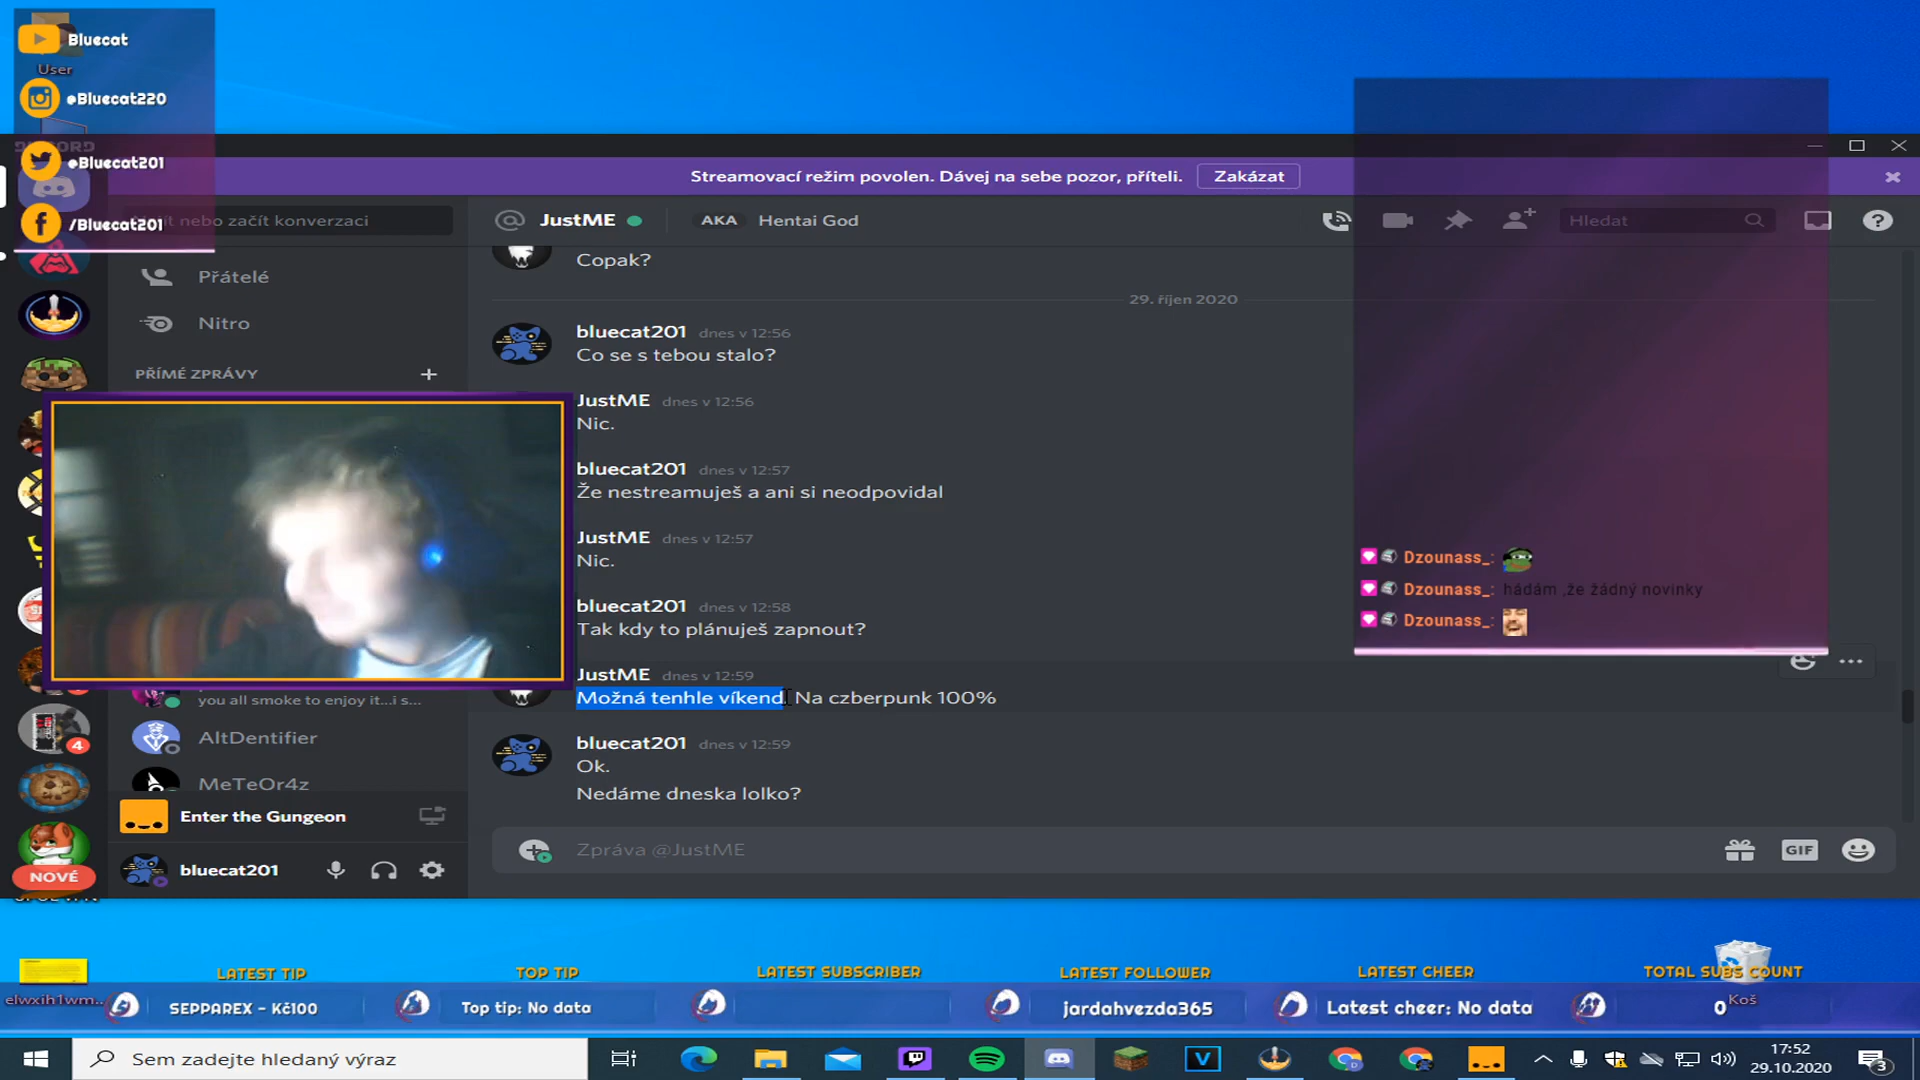 Bluecat
User
@Bluecat220
@Bluecat201
/Bluecat201
Streamovací režim povolen. Dávej na sebe pozor, příteli.
Zakázat
nebo začít konverzaci
JustME
AKA
Hentai God
Hledat
Přátelé
Nitro
PŘÍMÉ ZPRÁVY
Copak?
29. říjen 2020
bluecat201 dnes v 12:56
Co se s tebou stalo?
JustME dnes v 12:56
Nic.
bluecat201 dnes v 12:57
Že nestreamuješ a ani si neodpovidal
JustME dnes v 12:57
Nic.
bluecat201 dnes v 12:58
Tak kdy to plánuješ zapnout?
JustME dnes v 12:59
Možná tenhle víkend. Na czberpunk 100%
bluecat201 dnes v 12:59
Ok.
Nedáme dneska lolko?
Dzounass_:
Dzounass_: hádám ,že žádný novinky
Dzounass_:
you all smoke to enjoy it...i s...
AltDentifier
MeTeOr4z
4
Enter the Gungeon
bluecat201
NOVÉ
Zpráva @JustME
GIF
elwxih1wm...
LATEST TIP
SEPPAREX - Kč100
TOP TIP
Top tip: No data
LATEST SUBSCRIBER
LATEST FOLLOWER
jardahvezda365
LATEST CHEER
Latest cheer: No data
TOTAL SUBS COUNT
0
Koš
Sem zadejte hledaný výraz
17:52
29.10.2020
3